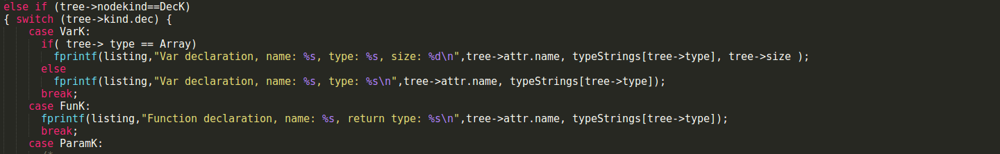 else if (tree->nodekind==DecK)
{ switch (tree->kind.dec) {
case VarK:
if( tree-> type == Array)
fprintf(listing,"Var declaration, name: %s, type: %s, size: %d\n",tree->attr.name, typeStrings[tree->type], tree->size );
else
fprintf(listing,"Var declaration, name: %s, type: %s\n",tree->attr.name, typeStrings[tree->type]);
break;
case FunK:
fprintf(listing,"Function declaration, name: %s, return type: %s\n",tree->attr.name, typeStrings[tree->type]);
break;
case ParamK: